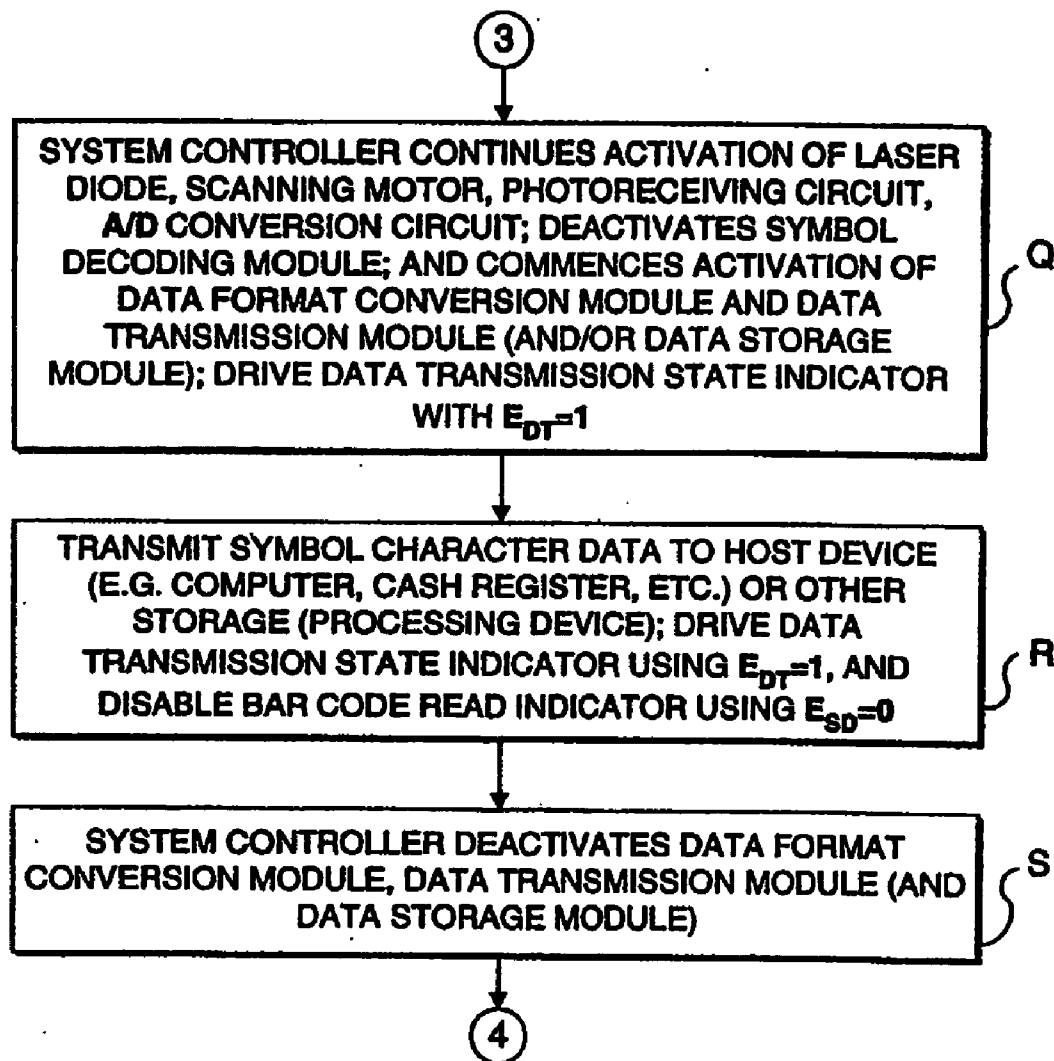 3
SYSTEM CONTROLLER CONTINUES ACTIVATION OF LASER
DIODE, SCANNING MOTOR, PHOTORECEIVING CIRCUIT,
A/D CONVERSION CIRCUIT; DEACTIVATES SYMBOL
DECODING MODULE; AND COMMENCES ACTIVATION OF
DATA FORMAT CONVERSION MODULE AND DATA
TRANSMISSION MODULE (AND/OR DATA STORAGE
MODULE); DRIVE DATA TRANSMISSION STATE INDICATOR
WITH E_DT=1
Q
TRANSMIT SYMBOL CHARACTER DATA TO HOST DEVICE
(E.G. COMPUTER, CASH REGISTER, ETC.) OR OTHER
STORAGE (PROCESSING DEVICE); DRIVE DATA
TRANSMISSION STATE INDICATOR USING E_DT=1, AND
DISABLE BAR CODE READ INDICATOR USING E_SD=0
R
SYSTEM CONTROLLER DEACTIVATES DATA FORMAT
CONVERSION MODULE, DATA TRANSMISSION MODULE (AND
DATA STORAGE MODULE)
S
4